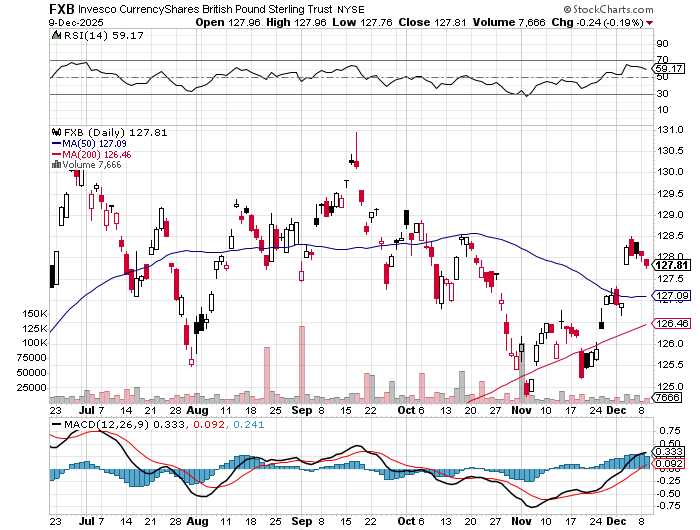 FXB Invesco CurrencyShares British Pound Sterling Trust NYSE © StockCharts.com
9-Dec-2025 Open 127.96 High 127.96 Low 127.76 Close 127.81 Volume 7,666 Chg -0.24 (-0.19%)
RSI(14) 59.17
90
70
59.17
50
30
10
FXB (Daily) 127.81
MA(50) 127.09
MA(200) 126.46
Volume 7,666
131.0
130.5
130.0
129.5
129.0
128.5
128.0
127.81
127.5
127.09
126.46
126.0
125.5
125.0
150K
125K
100K
75000
50000
25000
7666
23 Jul 7 14 21 28 Aug 11 18 25 Sep 8 15 22 Oct 6 13 20 27 Nov 10 17 24 Dec 8
MACD(12,26,9) 0.333, 0.092, 0.241
0.75
0.50
0.333
0.092
-0.25
-0.50
-0.75
23 Jul 7 14 21 28 Aug 11 18 25 Sep 8 15 22 Oct 6 13 20 27 Nov 10 17 24 Dec 8